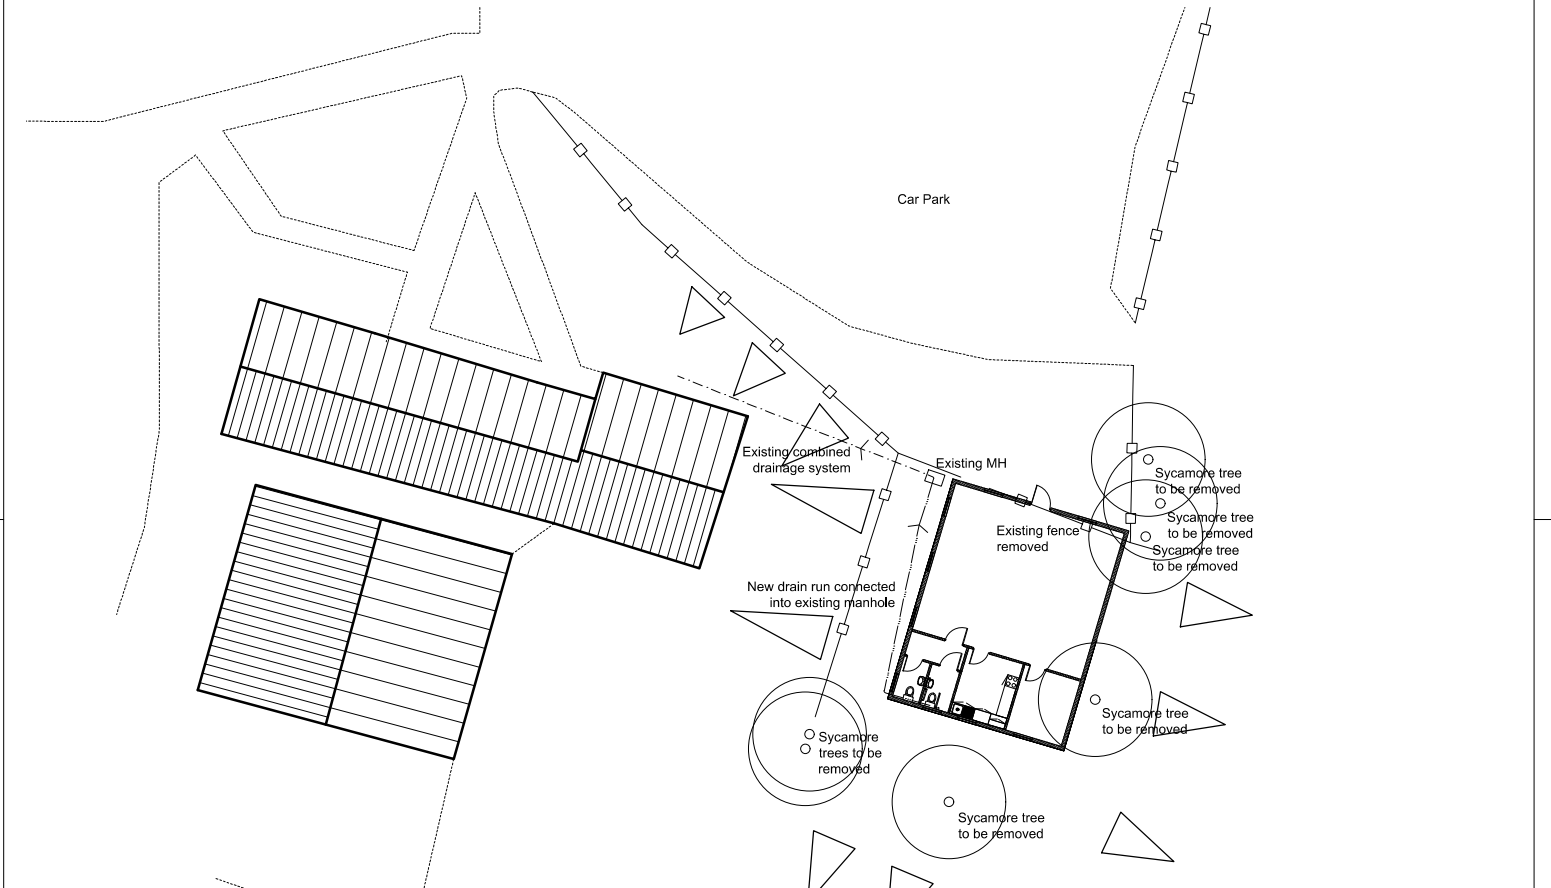 Car Park
Existing combined
drainage system
Existing MH
Sycamore tree
to be removed
Sycamore tree
to be removed
Existing fence
removed
Sycamore tree
to be removed
New drain run connected
into existing manhole
Sycamore tree
to be removed
Sycamore
trees to be
removed
Sycamore tree
to be removed